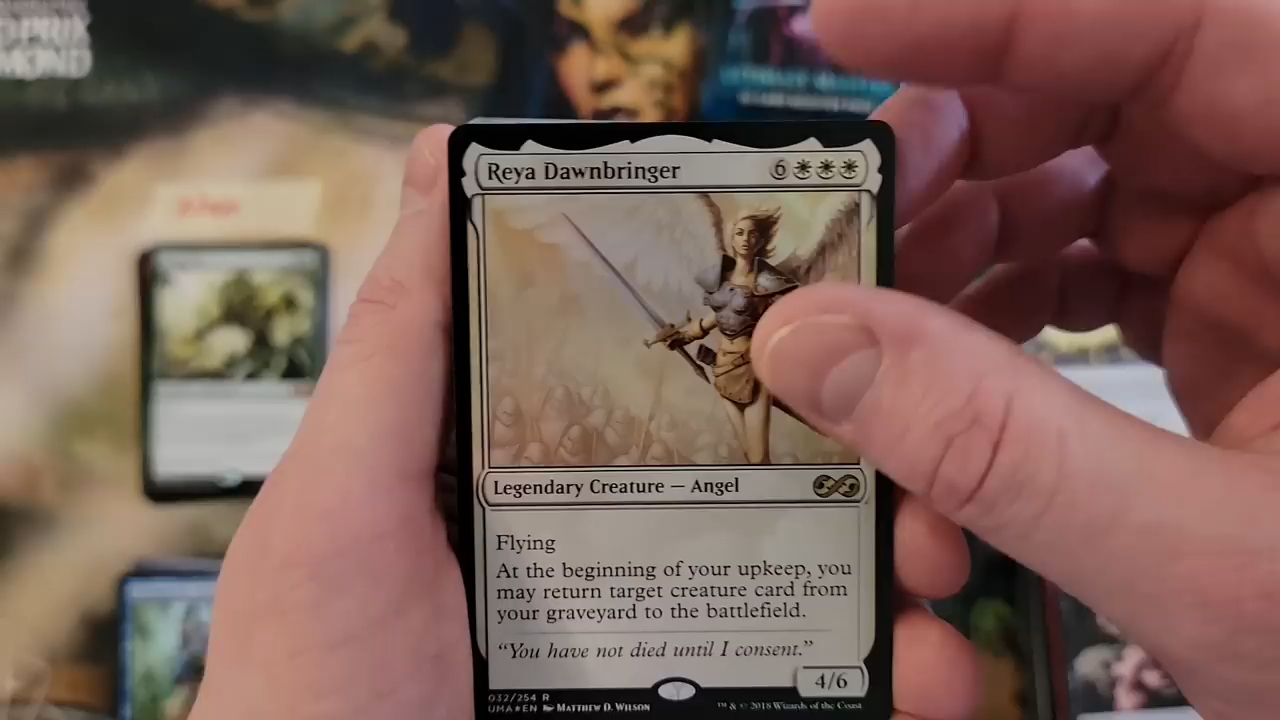 PRIX
MOND
Reya Dawnbringer 6
Legendary Creature — Angel
Flying
At the beginning of your upkeep, you
may return target creature card from
your graveyard to the battlefield.
“You have not died until I consent.”
4/6
032/254 R
UMA★EN Matthew D. Wilson
™ & © 2018 Wizards of the Coast